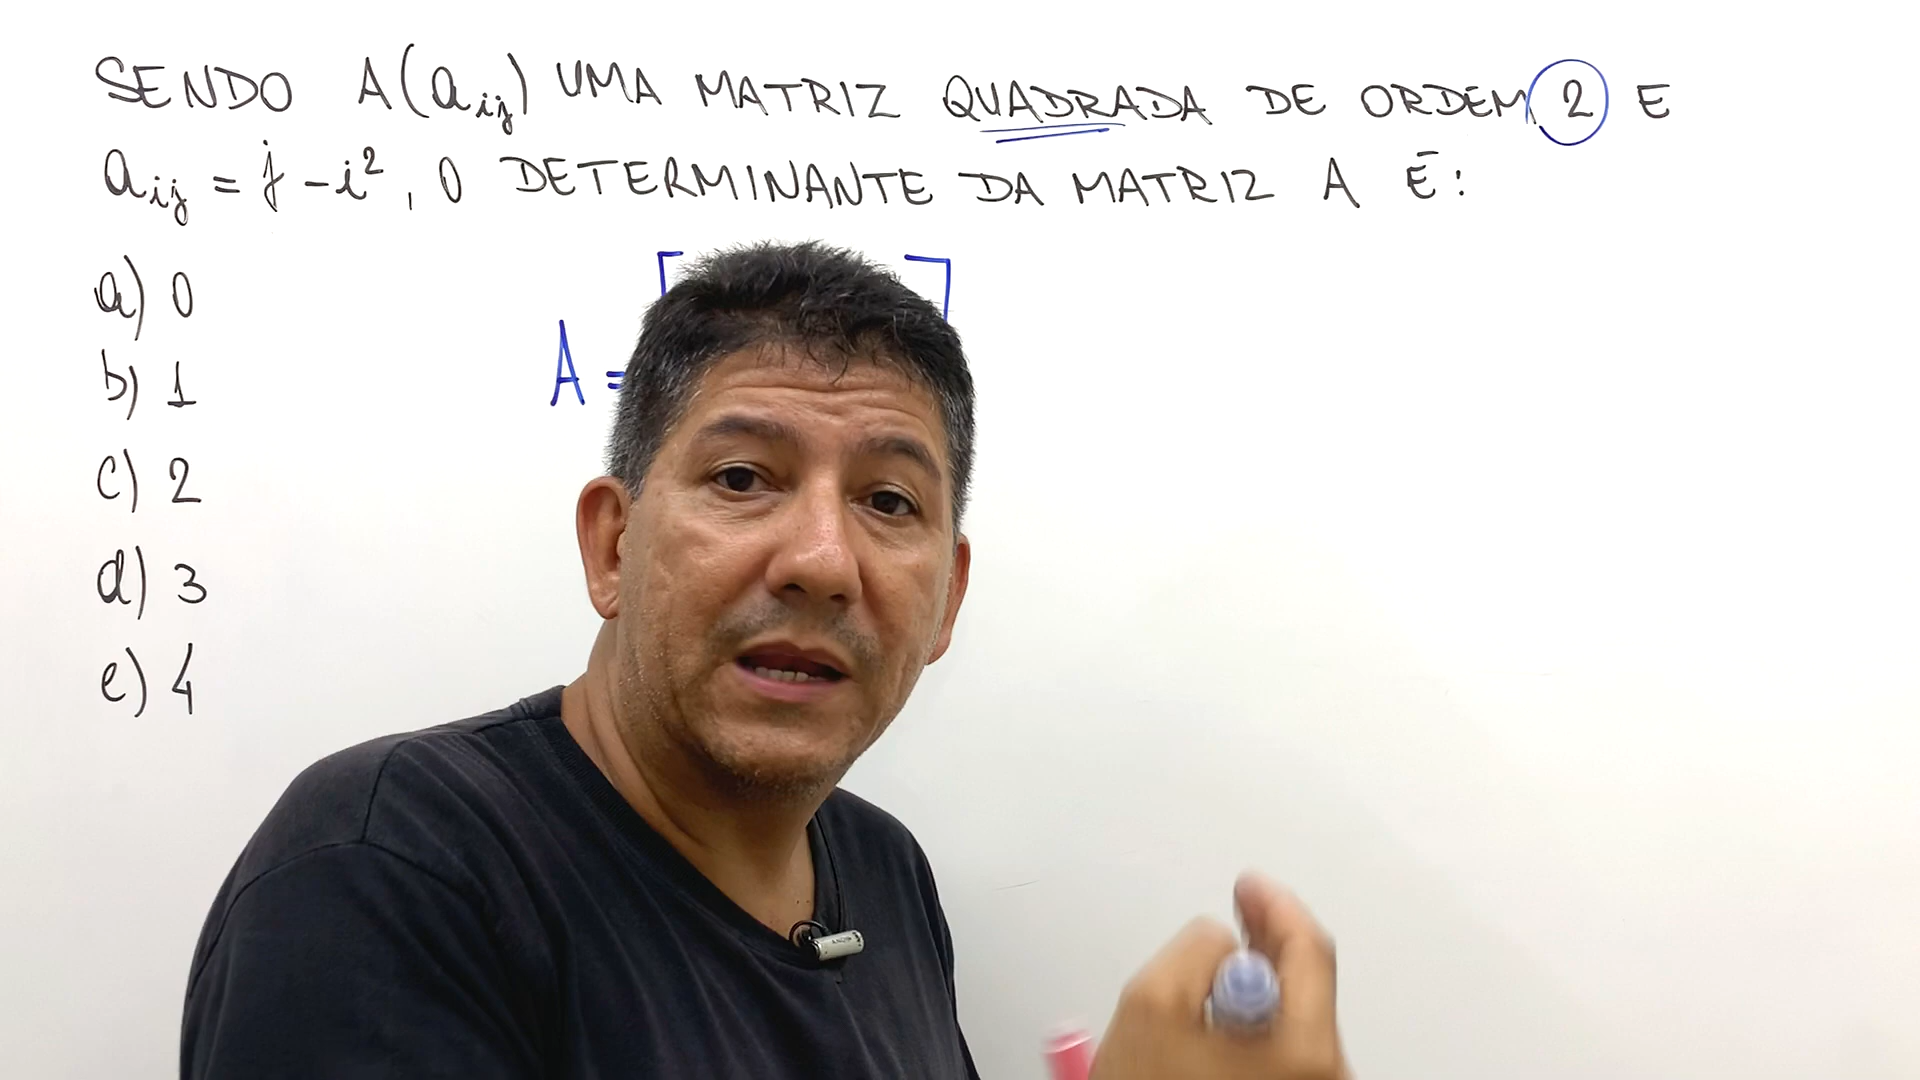 SENDO A(aij) UMA MATRIZ QUADRADA DE ORDEM 2 E
aij = j - i², O DETERMINANTE DA MATRIZ A É:
a) 0
b) 1
c) 2
d) 3
e) 4
A =